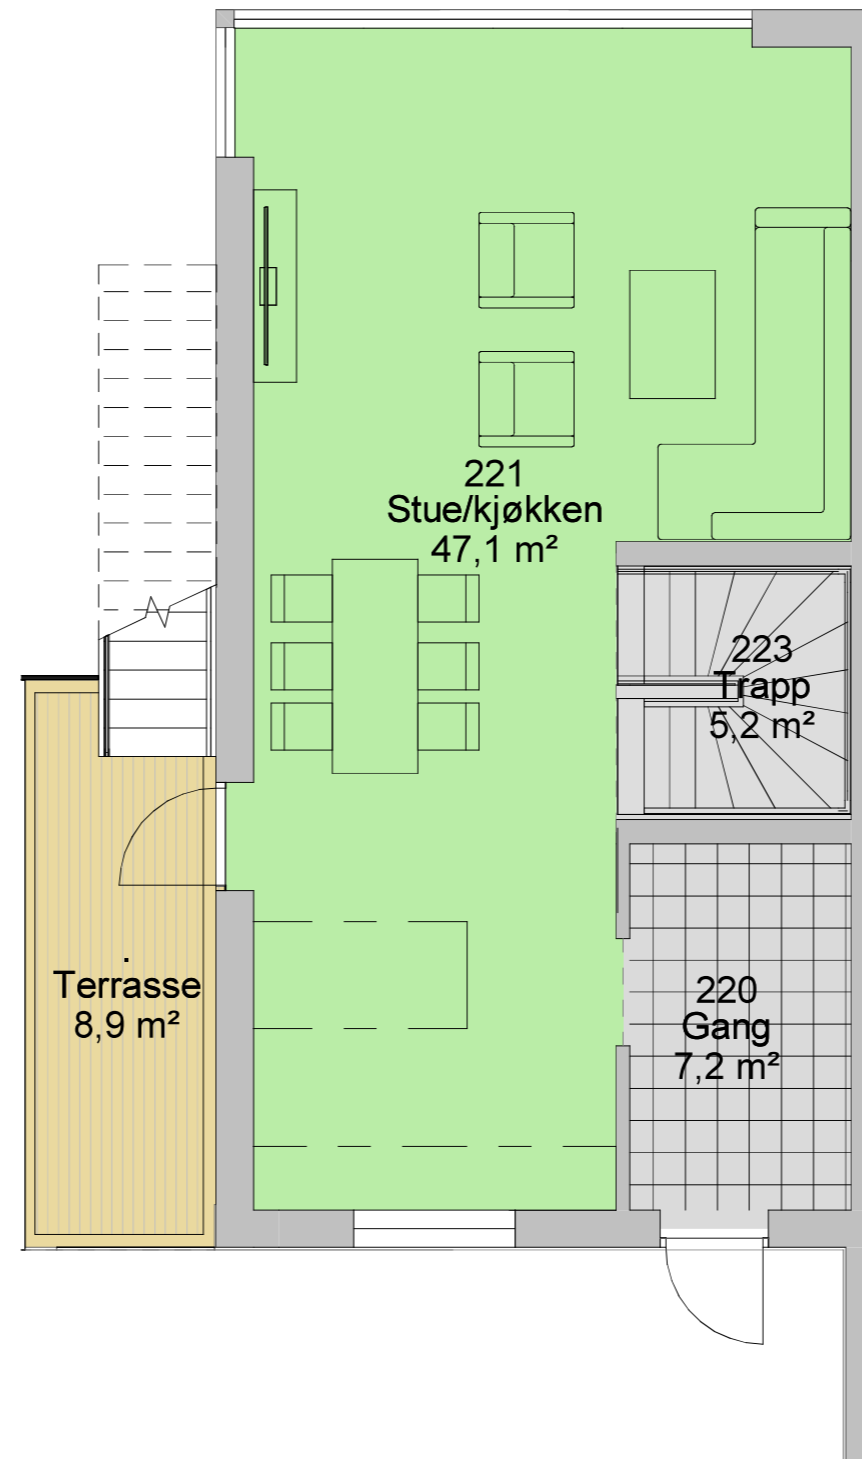 221
Stue/kjøkken
47,1 m²
223
Trapp
5,2 m²
.
Terrasse
8,9 m²
220
Gang
7,2 m²